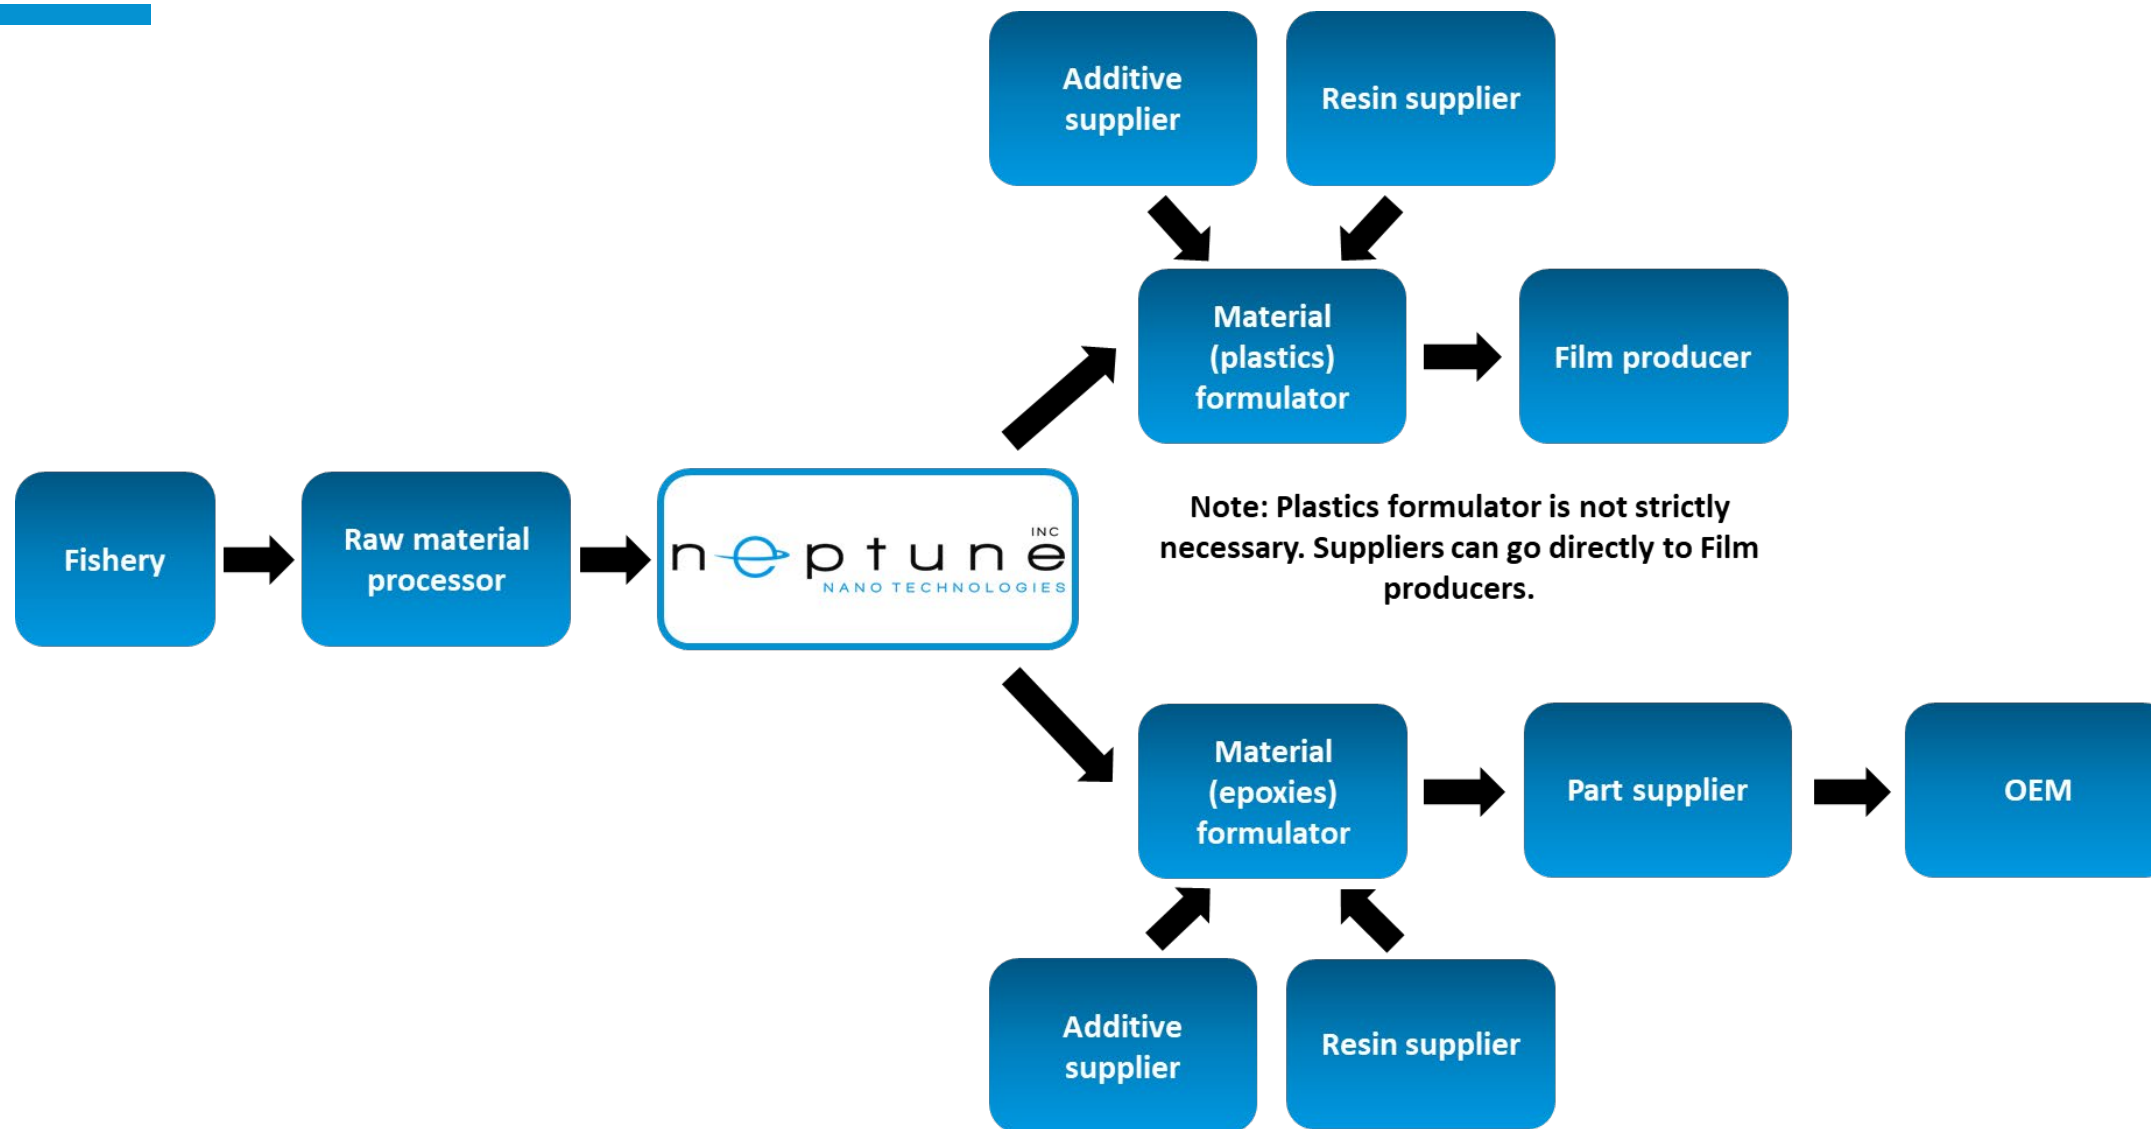 Additive
supplier
Resin supplier
Material
(plastics)
formulator
Film producer
Fishery
Raw material
processor
neptune
INC
NANO TECHNOLOGIES
Note: Plastics formulator is not strictly
necessary. Suppliers can go directly to Film
producers.
Material
(epoxies)
formulator
Part supplier
OEM
Additive
supplier
Resin supplier